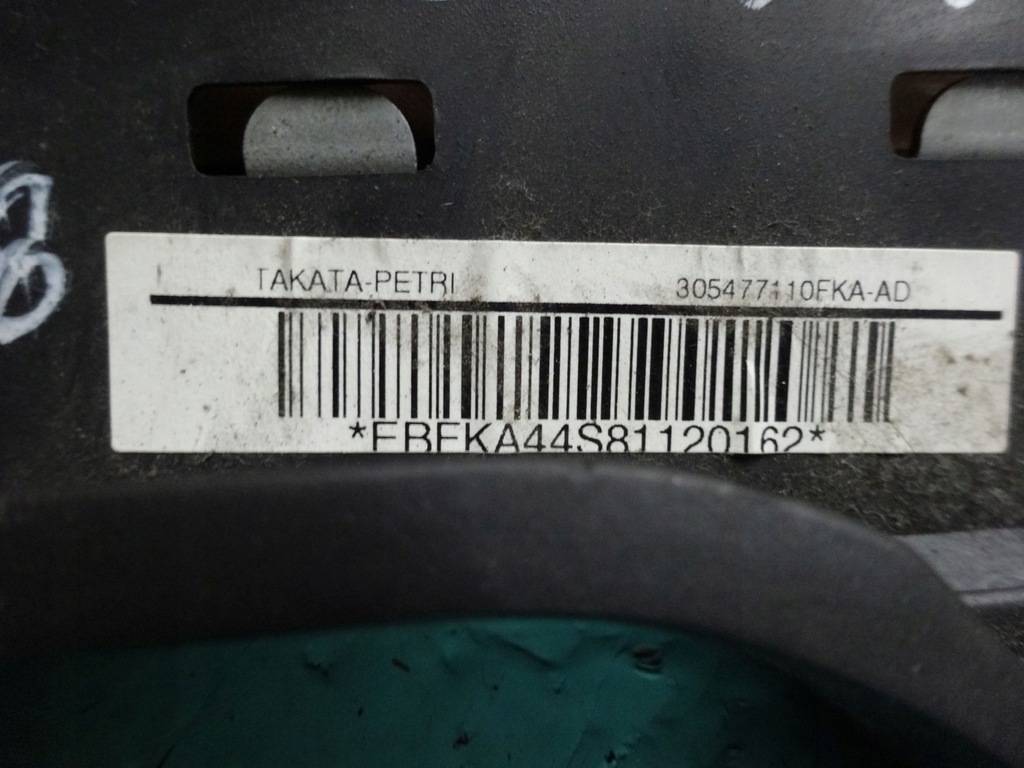 TAKATA-PETRI
305477110FKA-AD
*EBFKA44S81120162*